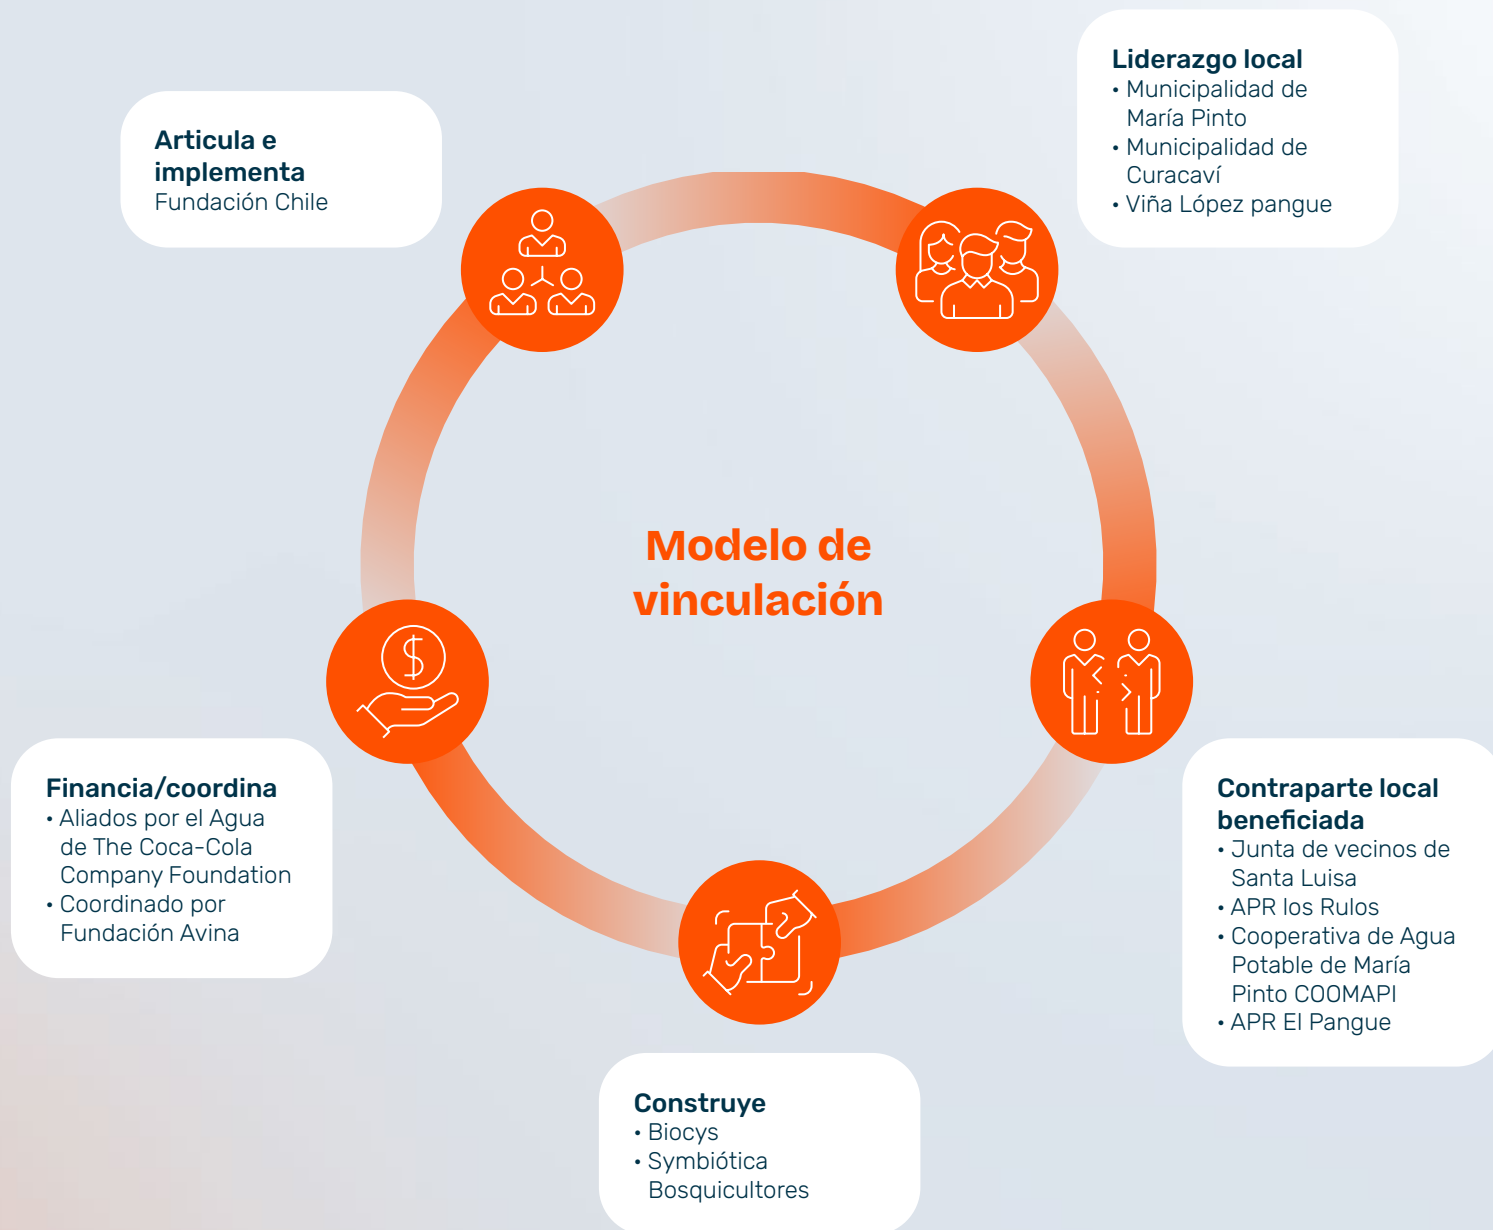 Articula e
implementa
Fundación Chile
Liderazgo local
• Municipalidad de
María Pinto
• Municipalidad de
Curacaví
• Viña López pangue
Modelo de
vinculación
$
Financia/coordina
• Aliados por el Agua
de The Coca-Cola
Company Foundation
• Coordinado por
Fundación Avina
Contraparte local
beneficiada
• Junta de vecinos de
Santa Luisa
• APR los Rulos
• Cooperativa de Agua
Potable de María
Pinto COOMAPI
• APR El Pangue
Construye
• Biocys
• Symbiótica
Bosquicultores